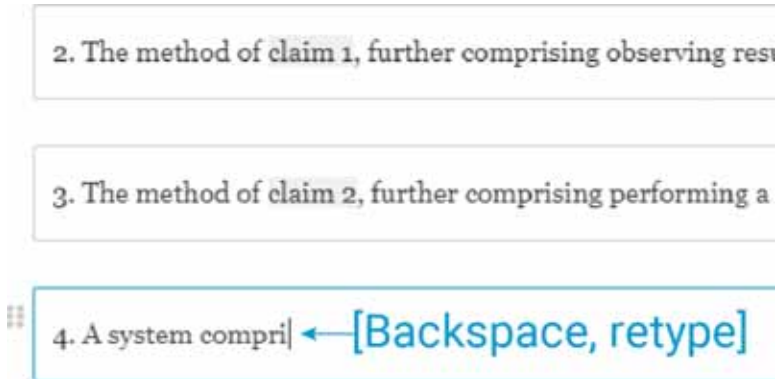 2. The method of claim 1, further comprising observing
3. The method of claim 2, further comprising performing a
4. A system compri [Backspace, retype]